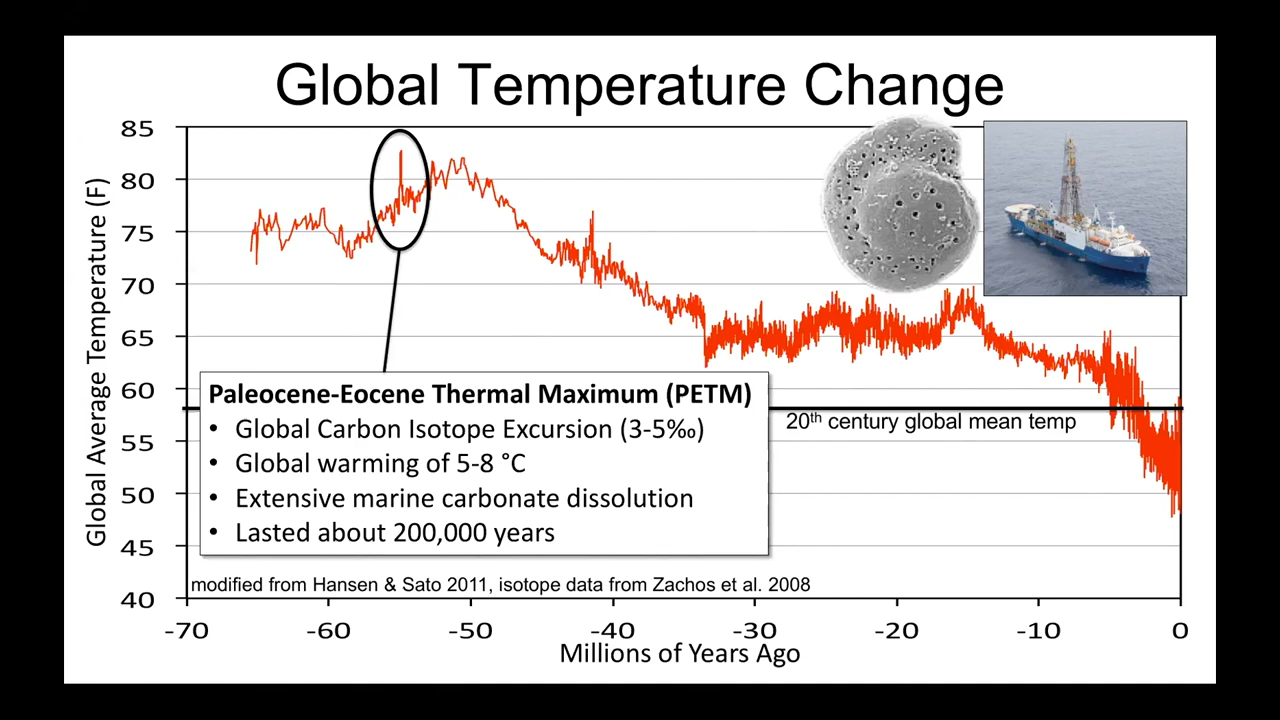 Global Temperature Change
85
80
75
70
65
60
55
50
45
40
Global Average Temperature (F)
Paleocene-Eocene Thermal Maximum (PETM)
• Global Carbon Isotope Excursion (3-5‰)
• Global warming of 5-8 °C
• Extensive marine carbonate dissolution
• Lasted about 200,000 years
20th century global mean temp
modified from Hansen & Sato 2011, isotope data from Zachos et al. 2008
-70 -60 -50 -40 -30 -20 -10 0
Millions of Years Ago